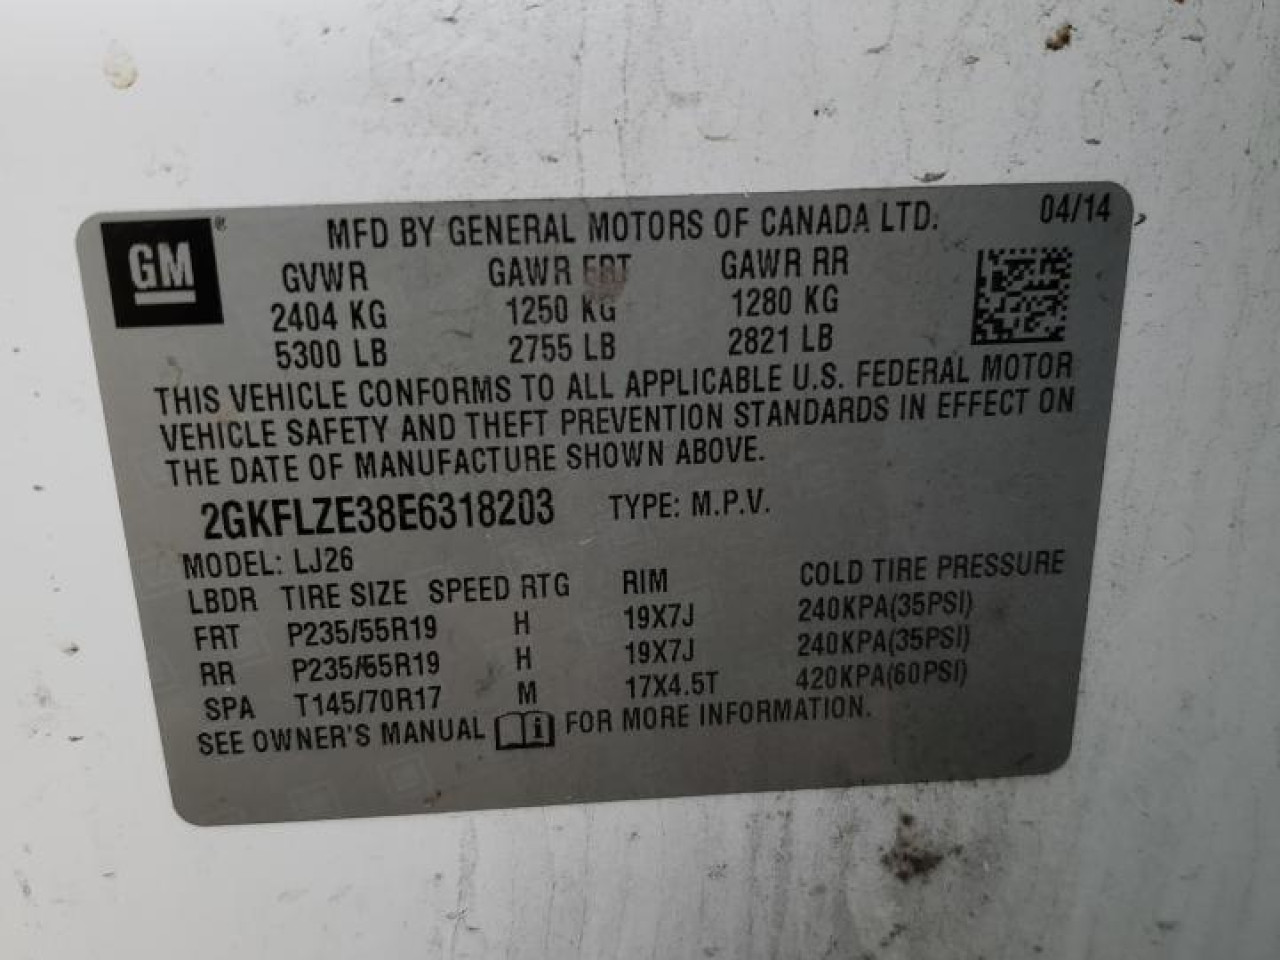 GM ® MFD BY GENERAL MOTORS OF CANADA LTD. 04/14
GVWR GAWR FRT GAWR RR
2404 KG 1250 KG 1280 KG
5300 LB 2755 LB 2821 LB
THIS VEHICLE CONFORMS TO ALL APPLICABLE U.S. FEDERAL MOTOR
VEHICLE SAFETY AND THEFT PREVENTION STANDARDS IN EFFECT ON
THE DATE OF MANUFACTURE SHOWN ABOVE.
2GKFLZE38E6318203 TYPE: M.P.V.
MODEL: LJ26
LBDR TIRE SIZE SPEED RTG RIM COLD TIRE PRESSURE
FRT P235/55R19 H 19X7J 240KPA(35PSI)
RR P235/55R19 H 19X7J 240KPA(35PSI)
SPA T145/70R17 M 17X4.5T 420KPA(60PSI)
SEE OWNER'S MANUAL i FOR MORE INFORMATION.